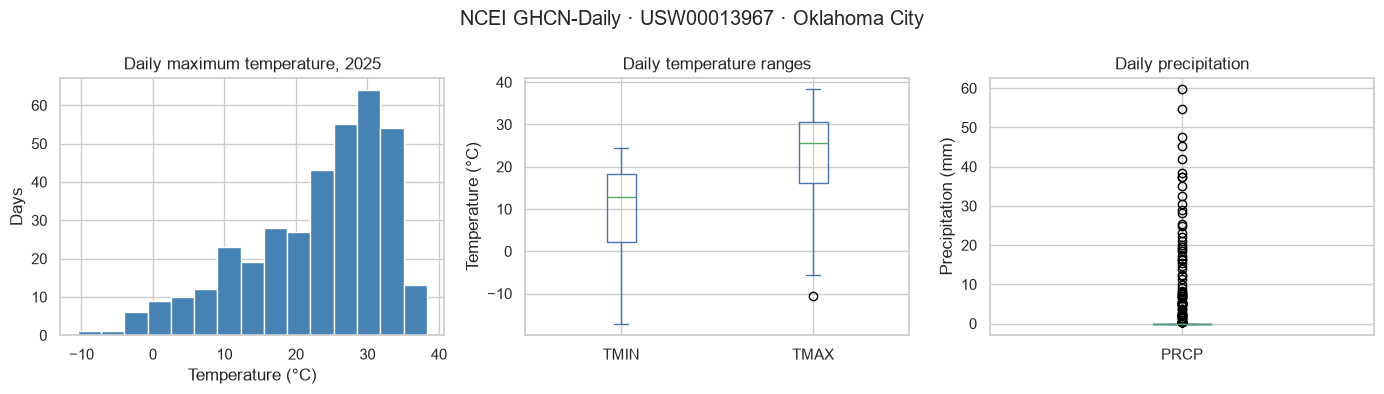 NCEI GHCN-Daily · USW00013967 · Oklahoma City
Daily maximum temperature, 2025
Days
60
50
40
30
20
10
0
−10
0
10
20
30
40
Temperature (°C)
Daily temperature ranges
Temperature (°C)
40
30
20
10
0
−10
TMIN
TMAX
Daily precipitation
Precipitation (mm)
60
50
40
30
20
10
0
PRCP